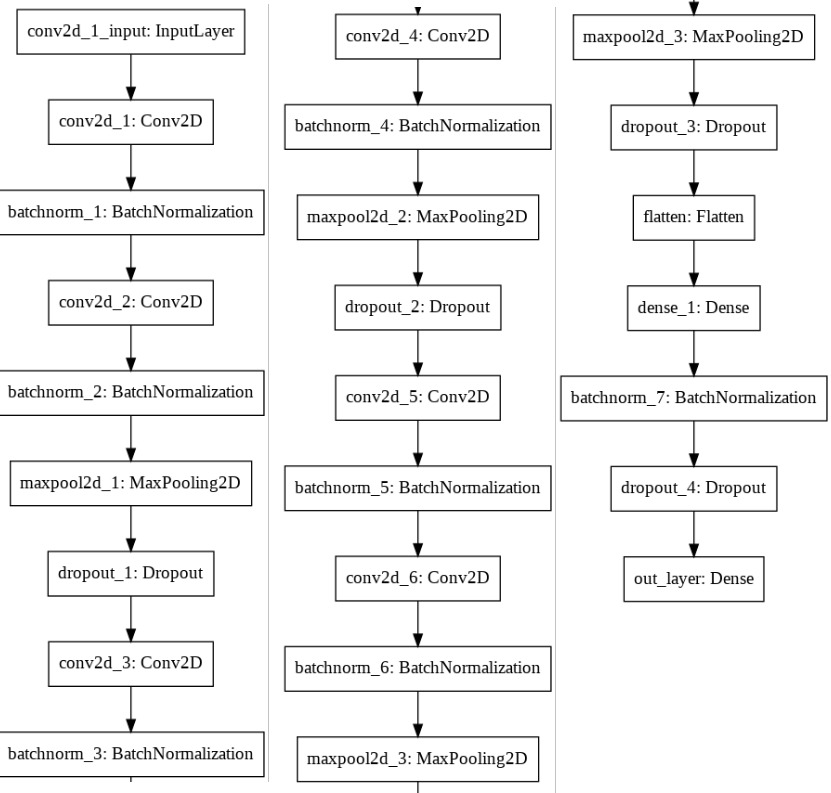 conv2d_1_input: InputLayer
conv2d_1: Conv2D
batchnorm_1: BatchNormalization
conv2d_2: Conv2D
batchnorm_2: BatchNormalization
maxpool2d_1: MaxPooling2D
dropout_1: Dropout
conv2d_3: Conv2D
batchnorm_3: BatchNormalization
conv2d_4: Conv2D
batchnorm_4: BatchNormalization
maxpool2d_2: MaxPooling2D
dropout_2: Dropout
conv2d_5: Conv2D
batchnorm_5: BatchNormalization
conv2d_6: Conv2D
batchnorm_6: BatchNormalization
maxpool2d_3: MaxPooling2D
maxpool2d_3: MaxPooling2D
dropout_3: Dropout
flatten: Flatten
dense_1: Dense
batchnorm_7: BatchNormalization
dropout_4: Dropout
out_layer: Dense